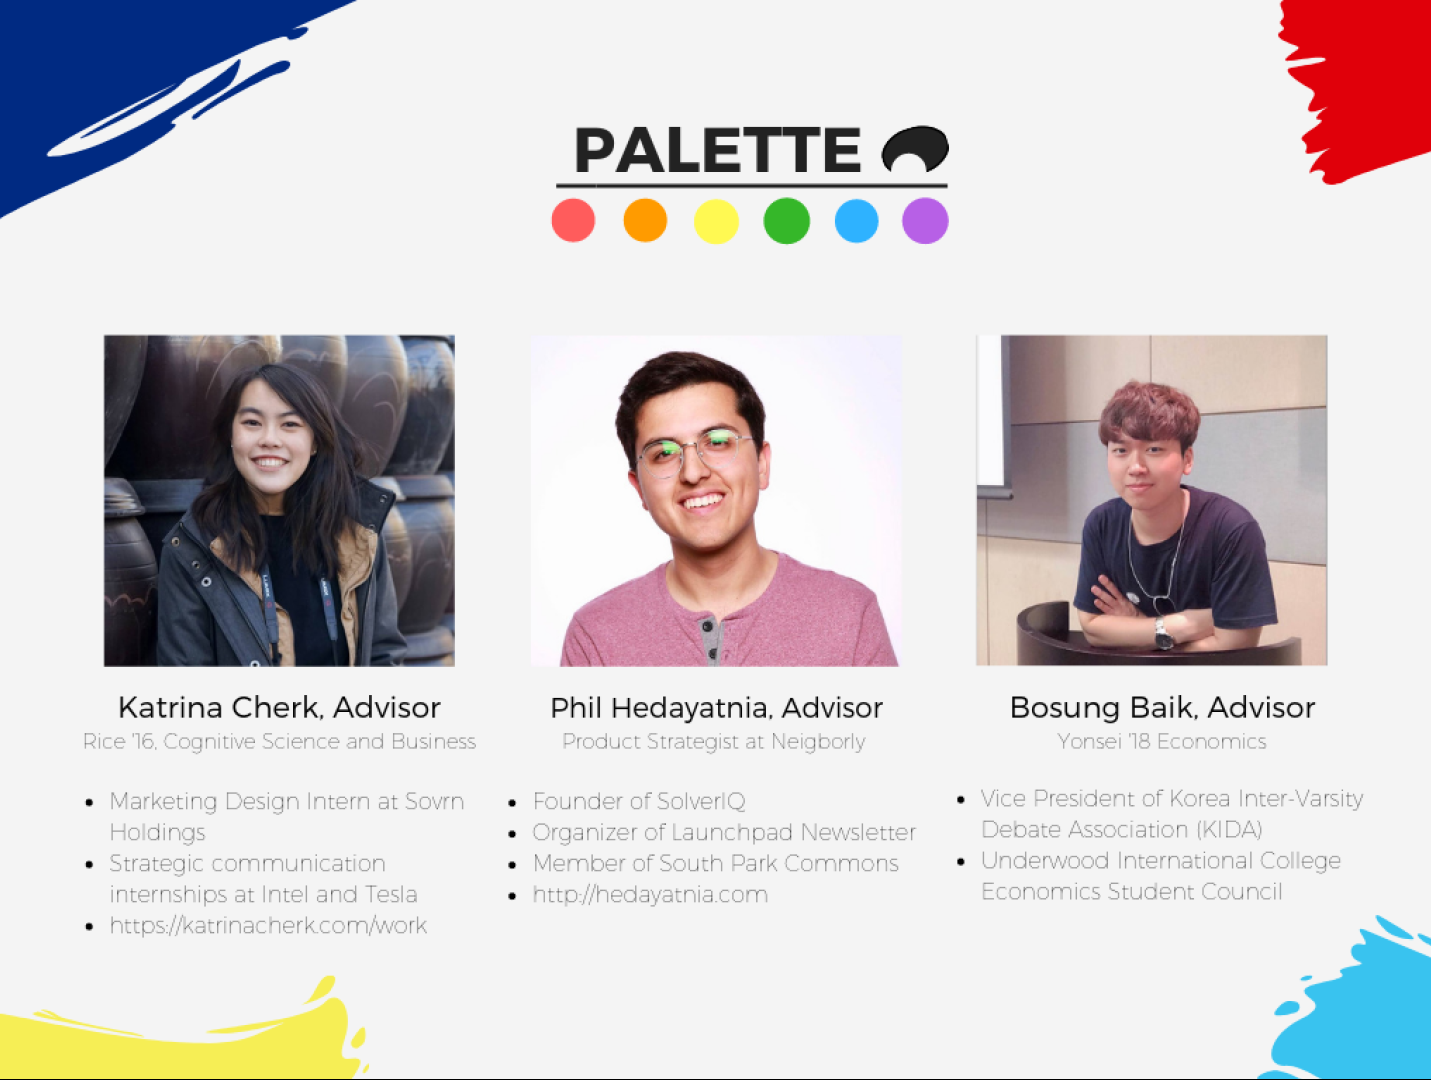 PALETTE
Katrina Cherk, Advisor
Rice '16, Cognitive Science and Business
• Marketing Design Intern at Sovrn
Holdings
• Strategic communication
internships at Intel and Tesla
• https://katrinacherk.com/work
Phil Hedayatnia, Advisor
Product Strategist at Neigborly
• Founder of SolverIQ
• Organizer of Launchpad Newsletter
• Member of South Park Commons
• http://hedayatnia.com
Bosung Baik, Advisor
Yonsei '18 Economics
• Vice President of Korea Inter-Varsity
Debate Association (KIDA)
• Underwood International College
Economics Student Council